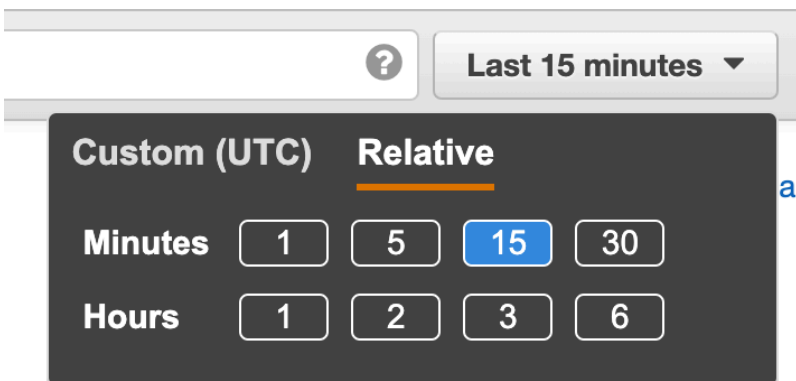 ? Last 15 minutes
Custom (UTC) Relative
a
Minutes 1 5 15 30
Hours 1 2 3 6